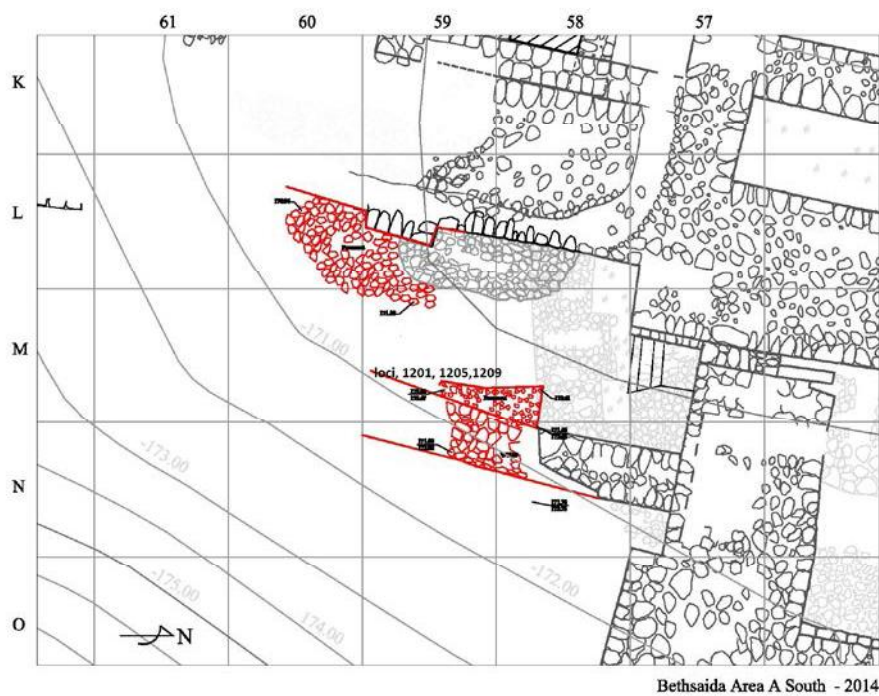 61 60 59 58 57
K
L
M
N
O
-171.00
loci, 1201, 1205,1209
-173.00
-172.00
-175.00
174.00
N
Bethsaida Area A South - 2014